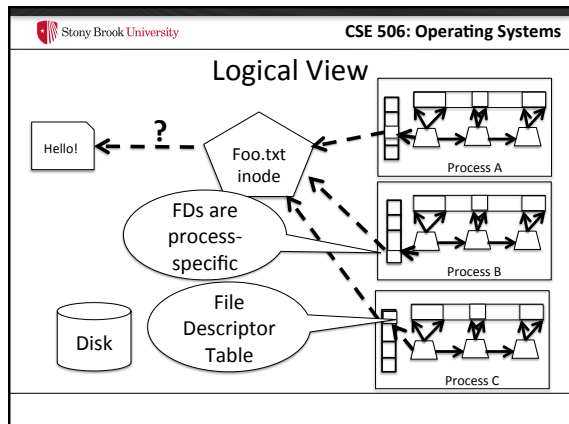 Stony Brook University
CSE 506: Operating Systems
Logical View
Hello!
?
Foo.txt
inode
Process A
FDs are
process-
specific
Process B
Disk
File
Descriptor
Table
Process C